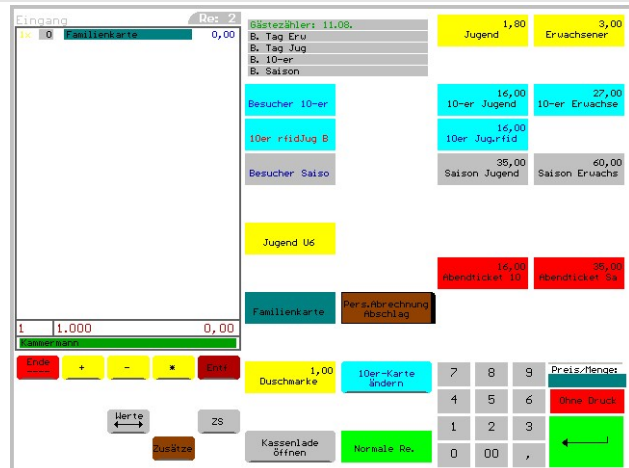 Eingang Re: 2
1x 0 Familienkarte 0,00
1 1.000 0,00
Kammermann
Gästezähler: 11.08.
B. Tag Erw
B. Tag Jug
B. 10-er
B. Saison
1,80
Jugend
3,00
Erwachsener
Besucher 10-er
16,00
10-er Jugend
27,00
10-er Erwachse
10er rfidJug B
16,00
10er Jug.rfid
Besucher Saiso
35,00
Saison Jugend
60,00
Saison Erwachs
Jugend U6
16,00
Abendticket 10
35,00
Abendticket Sa
Familienkarte
Pers.Abrechnung
Abschlag
Ende
----
+ - * Entf
Werte
ZS
Zusätze
1,00
Duschmarke
10er-Karte
ändern
Kassenlade
öffnen
Normale Re.
7 8 9
4 5 6
1 2 3
0 00 ,
Preis/Menge:
Ohne Druck